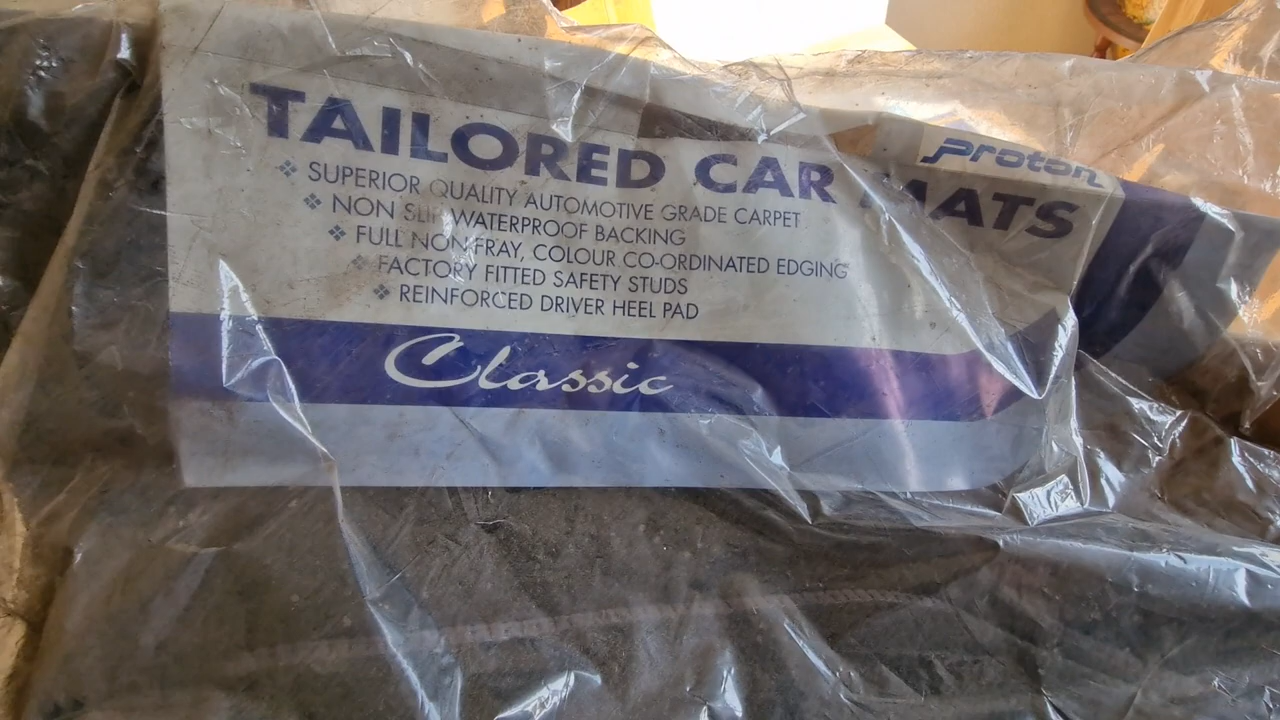 proton
TAILORED CAR MATS
❖ SUPERIOR QUALITY AUTOMOTIVE GRADE CARPET
❖ NON SLIP WATERPROOF BACKING
❖ FULL NON FRAY, COLOUR CO-ORDINATED EDGING
❖ FACTORY FITTED SAFETY STUDS
❖ REINFORCED DRIVER HEEL PAD
Classic